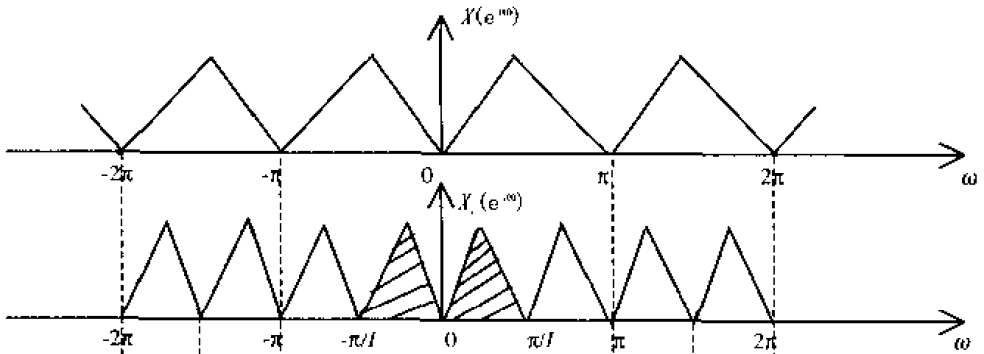 X(e^jω)
-2π -π 0 π 2π ω
X_I(e^jω)
-2π -π -π/I 0 π/I π 2π ω